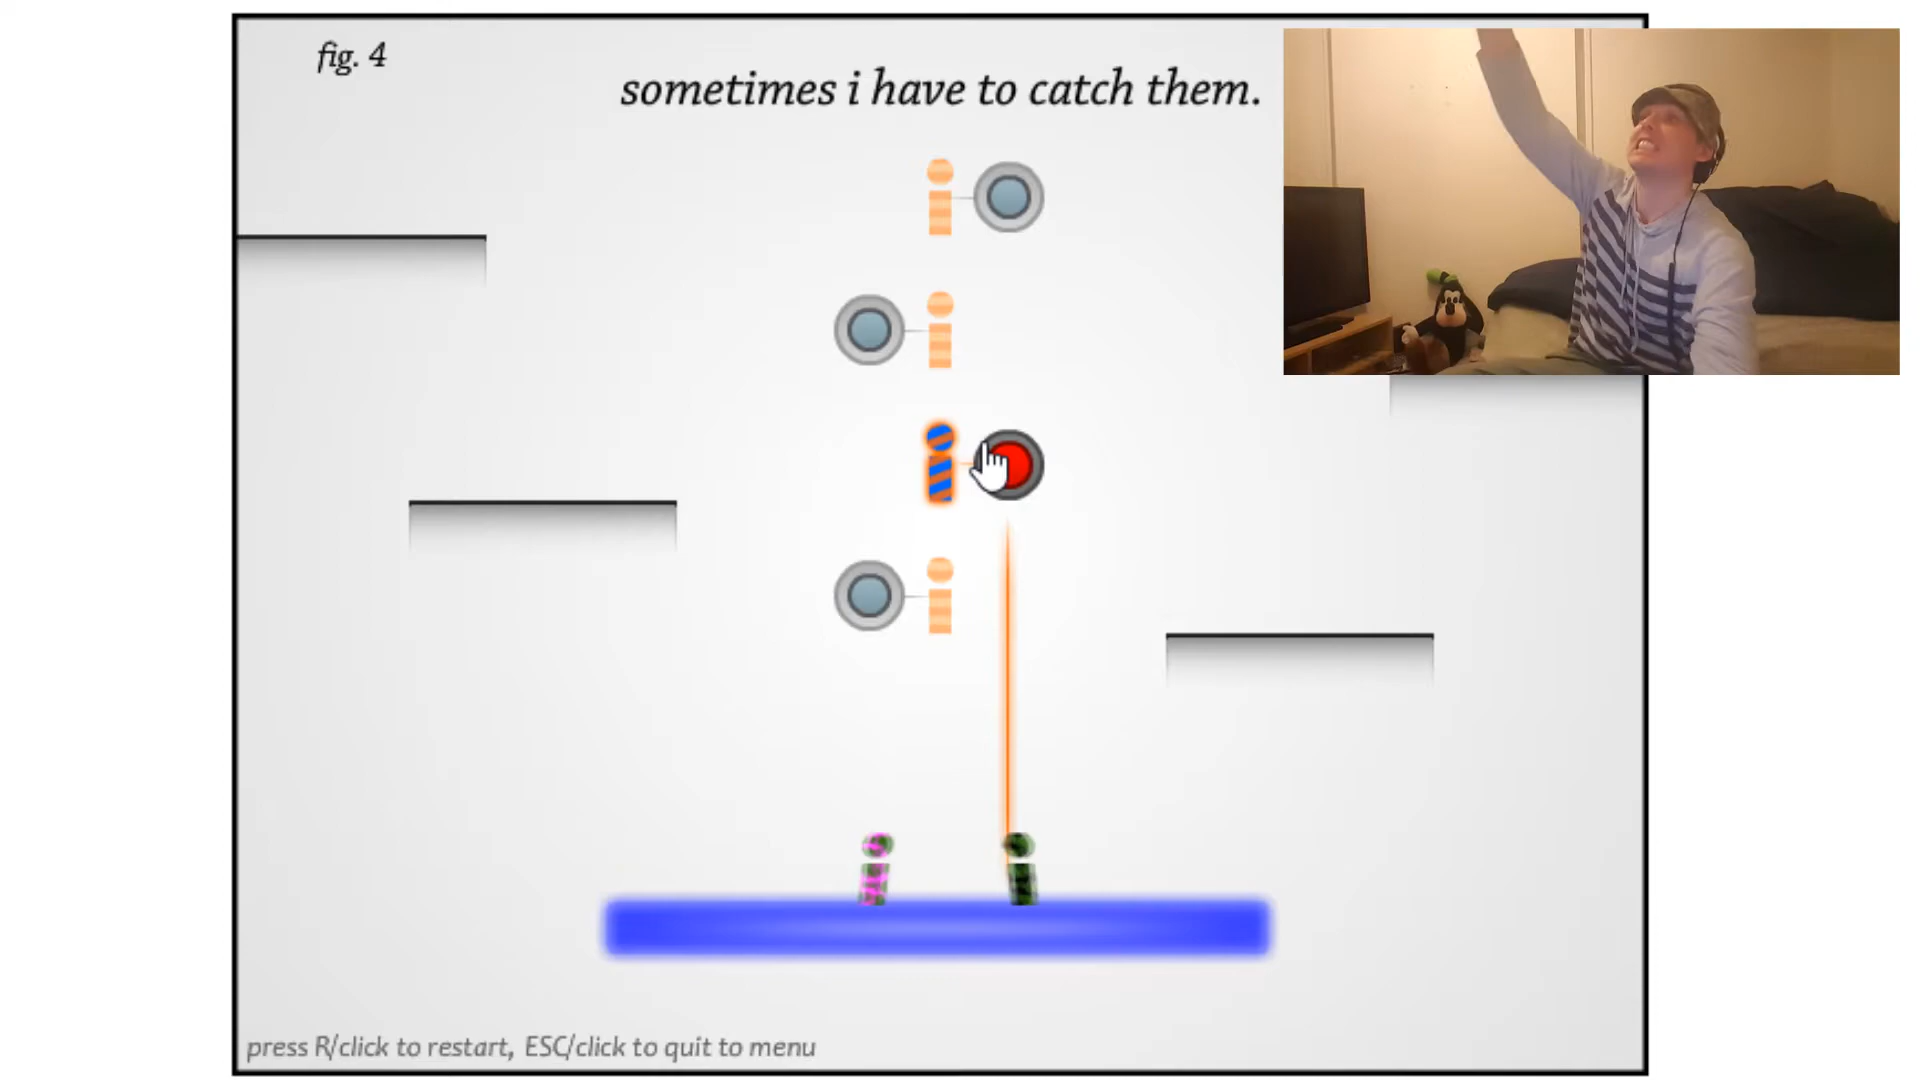 fig. 4
sometimes i have to catch them.
press R/click to restart, ESC/click to quit to menu